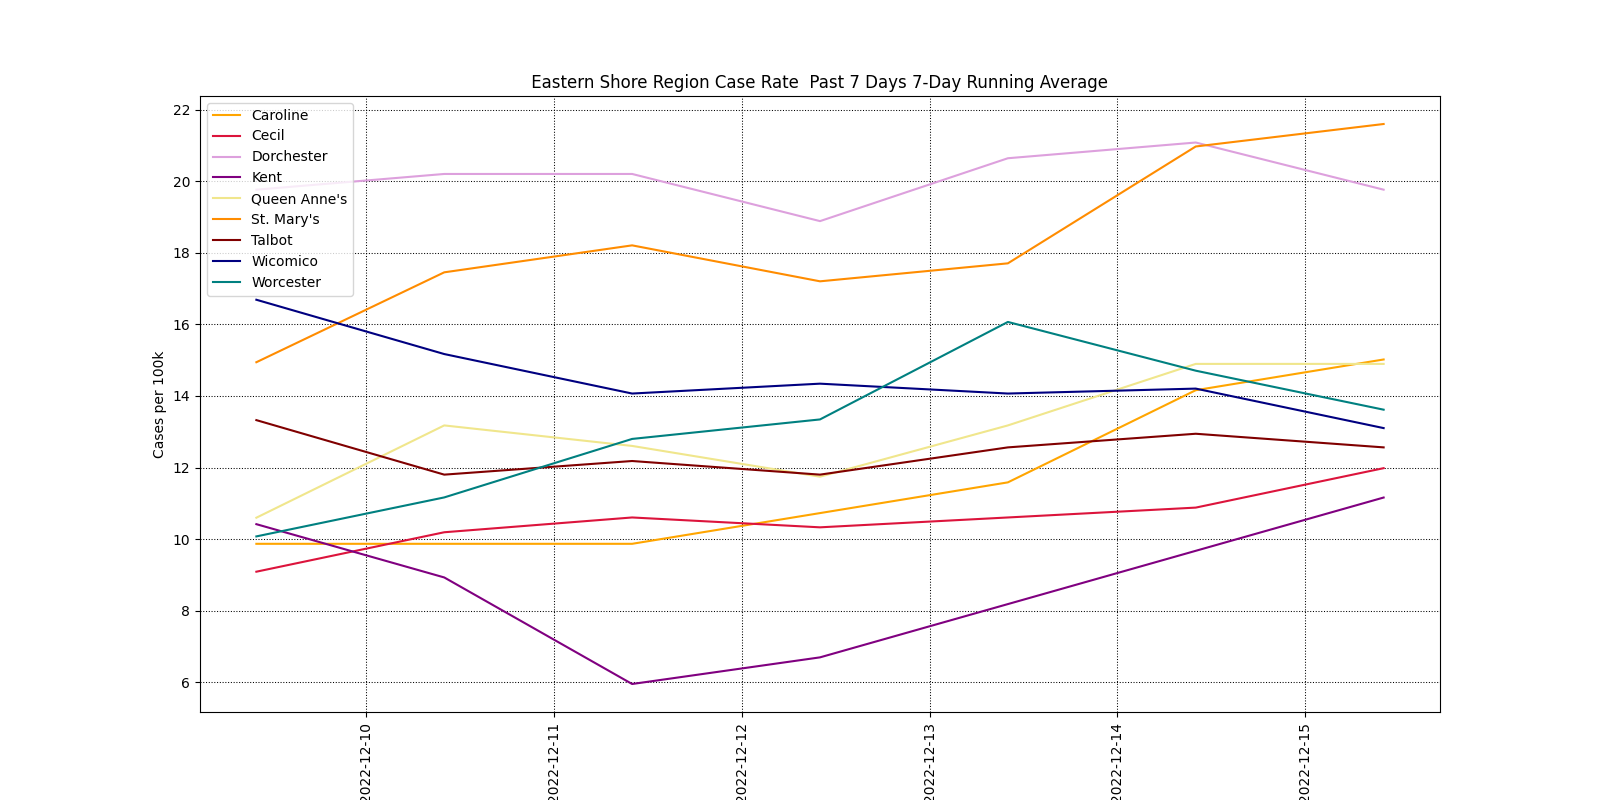 Eastern Shore Region Case Rate  Past 7 Days 7-Day Running Average
22
20
18
16
14
12
10
8
6
Cases per 100k
Caroline
Cecil
Dorchester
Kent
Queen Anne's
St. Mary's
Talbot
Wicomico
Worcester
2022-12-10
2022-12-11
2022-12-12
2022-12-13
2022-12-14
2022-12-15